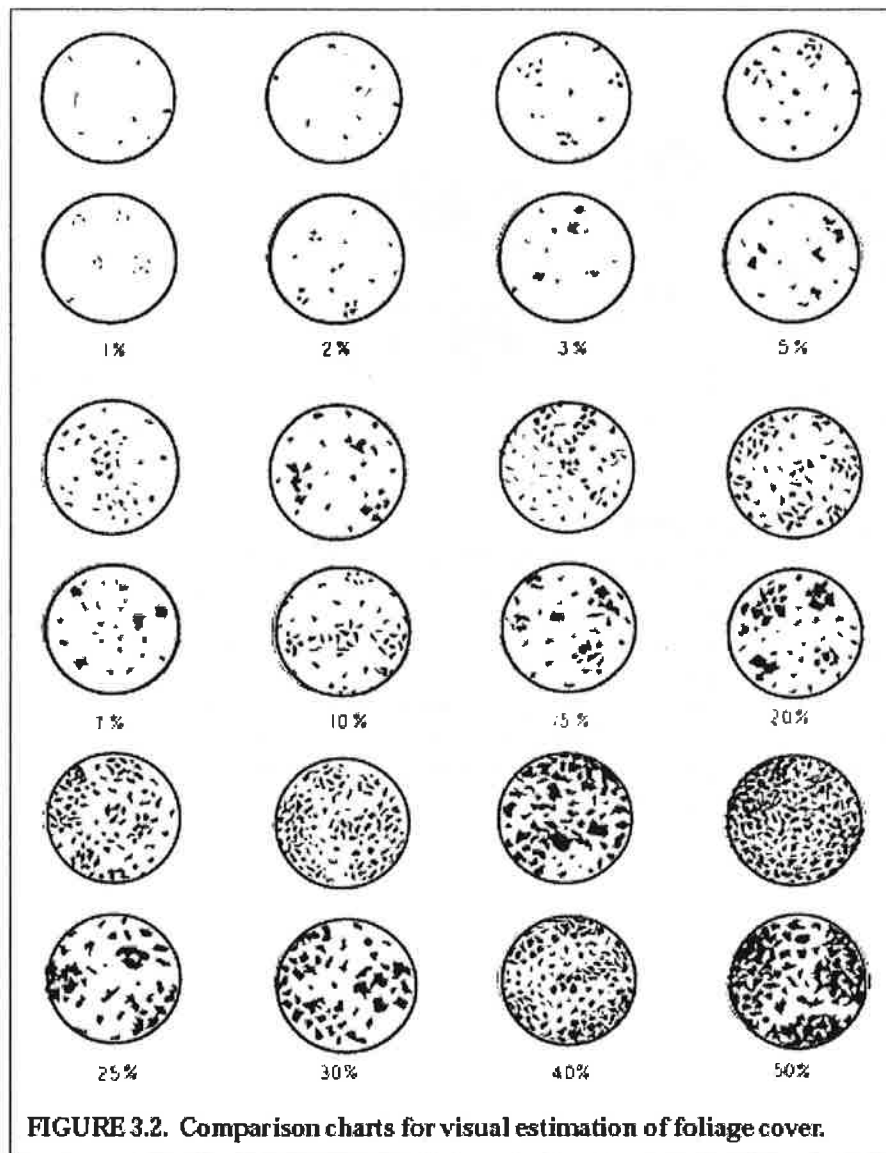 1% 2% 3% 5%
7% 10% 15% 20%
25% 30% 40% 50%
FIGURE 3.2. Comparison charts for visual estimation of foliage cover.